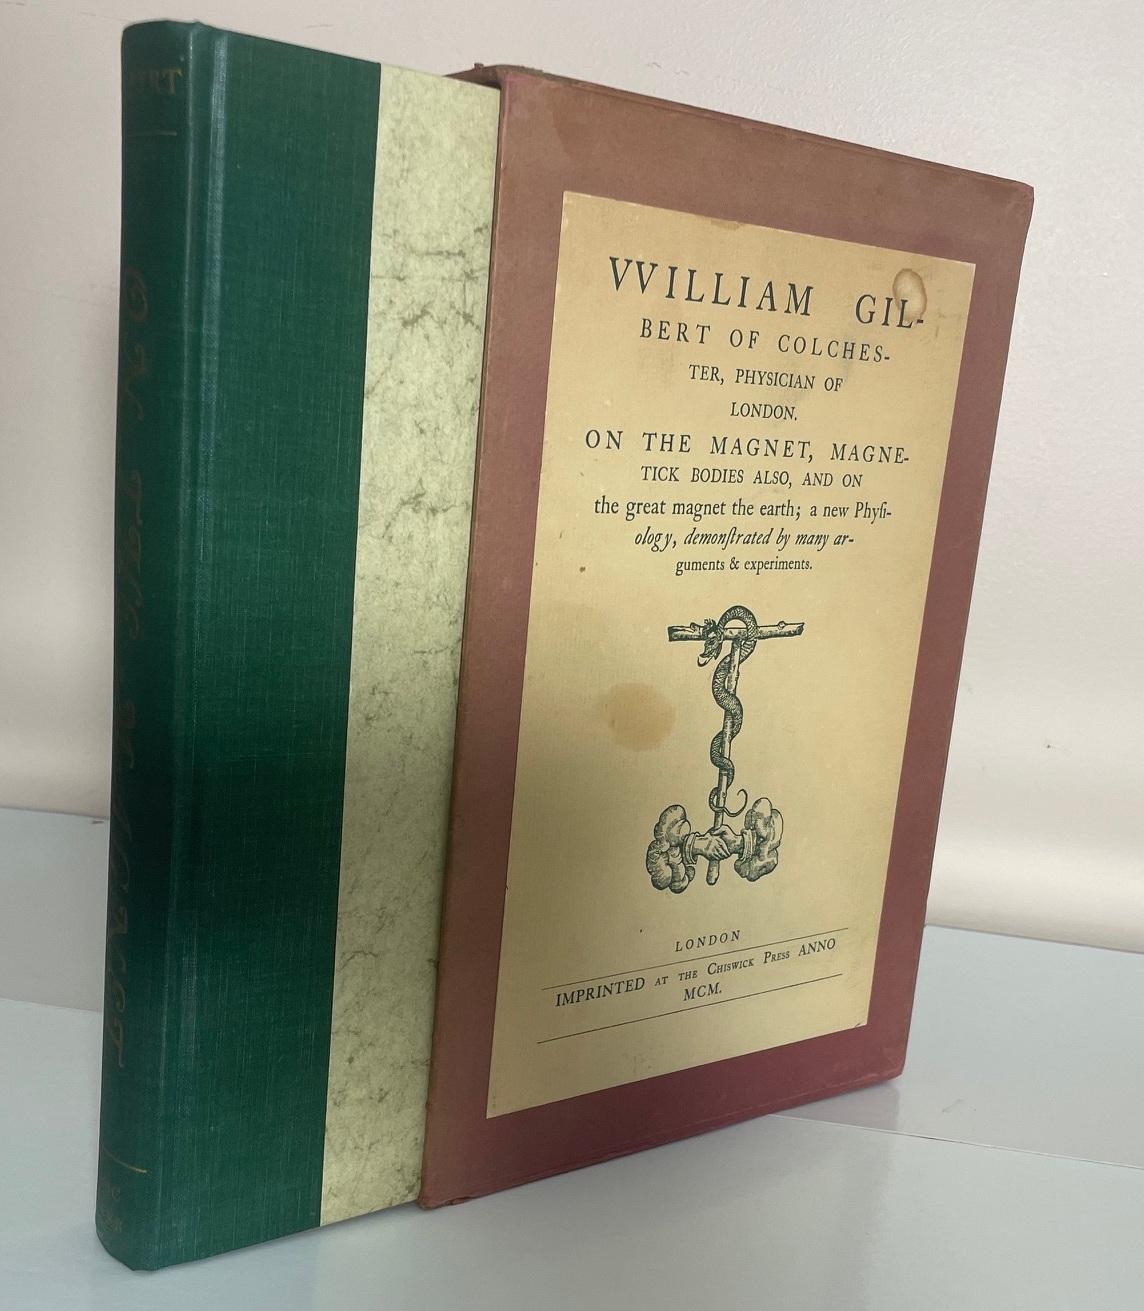 VVILLIAM GIL-
BERT OF COLCHES-
TER, PHYSICIAN OF
LONDON.
ON THE MAGNET, MAGNE-
TICK BODIES ALSO, AND ON
the great magnet the earth; a new Phyſi-
ology, demonſtrated by many ar-
guments & experiments.
LONDON
IMPRINTED AT THE CHISWICK PRESS ANNO
MCM.